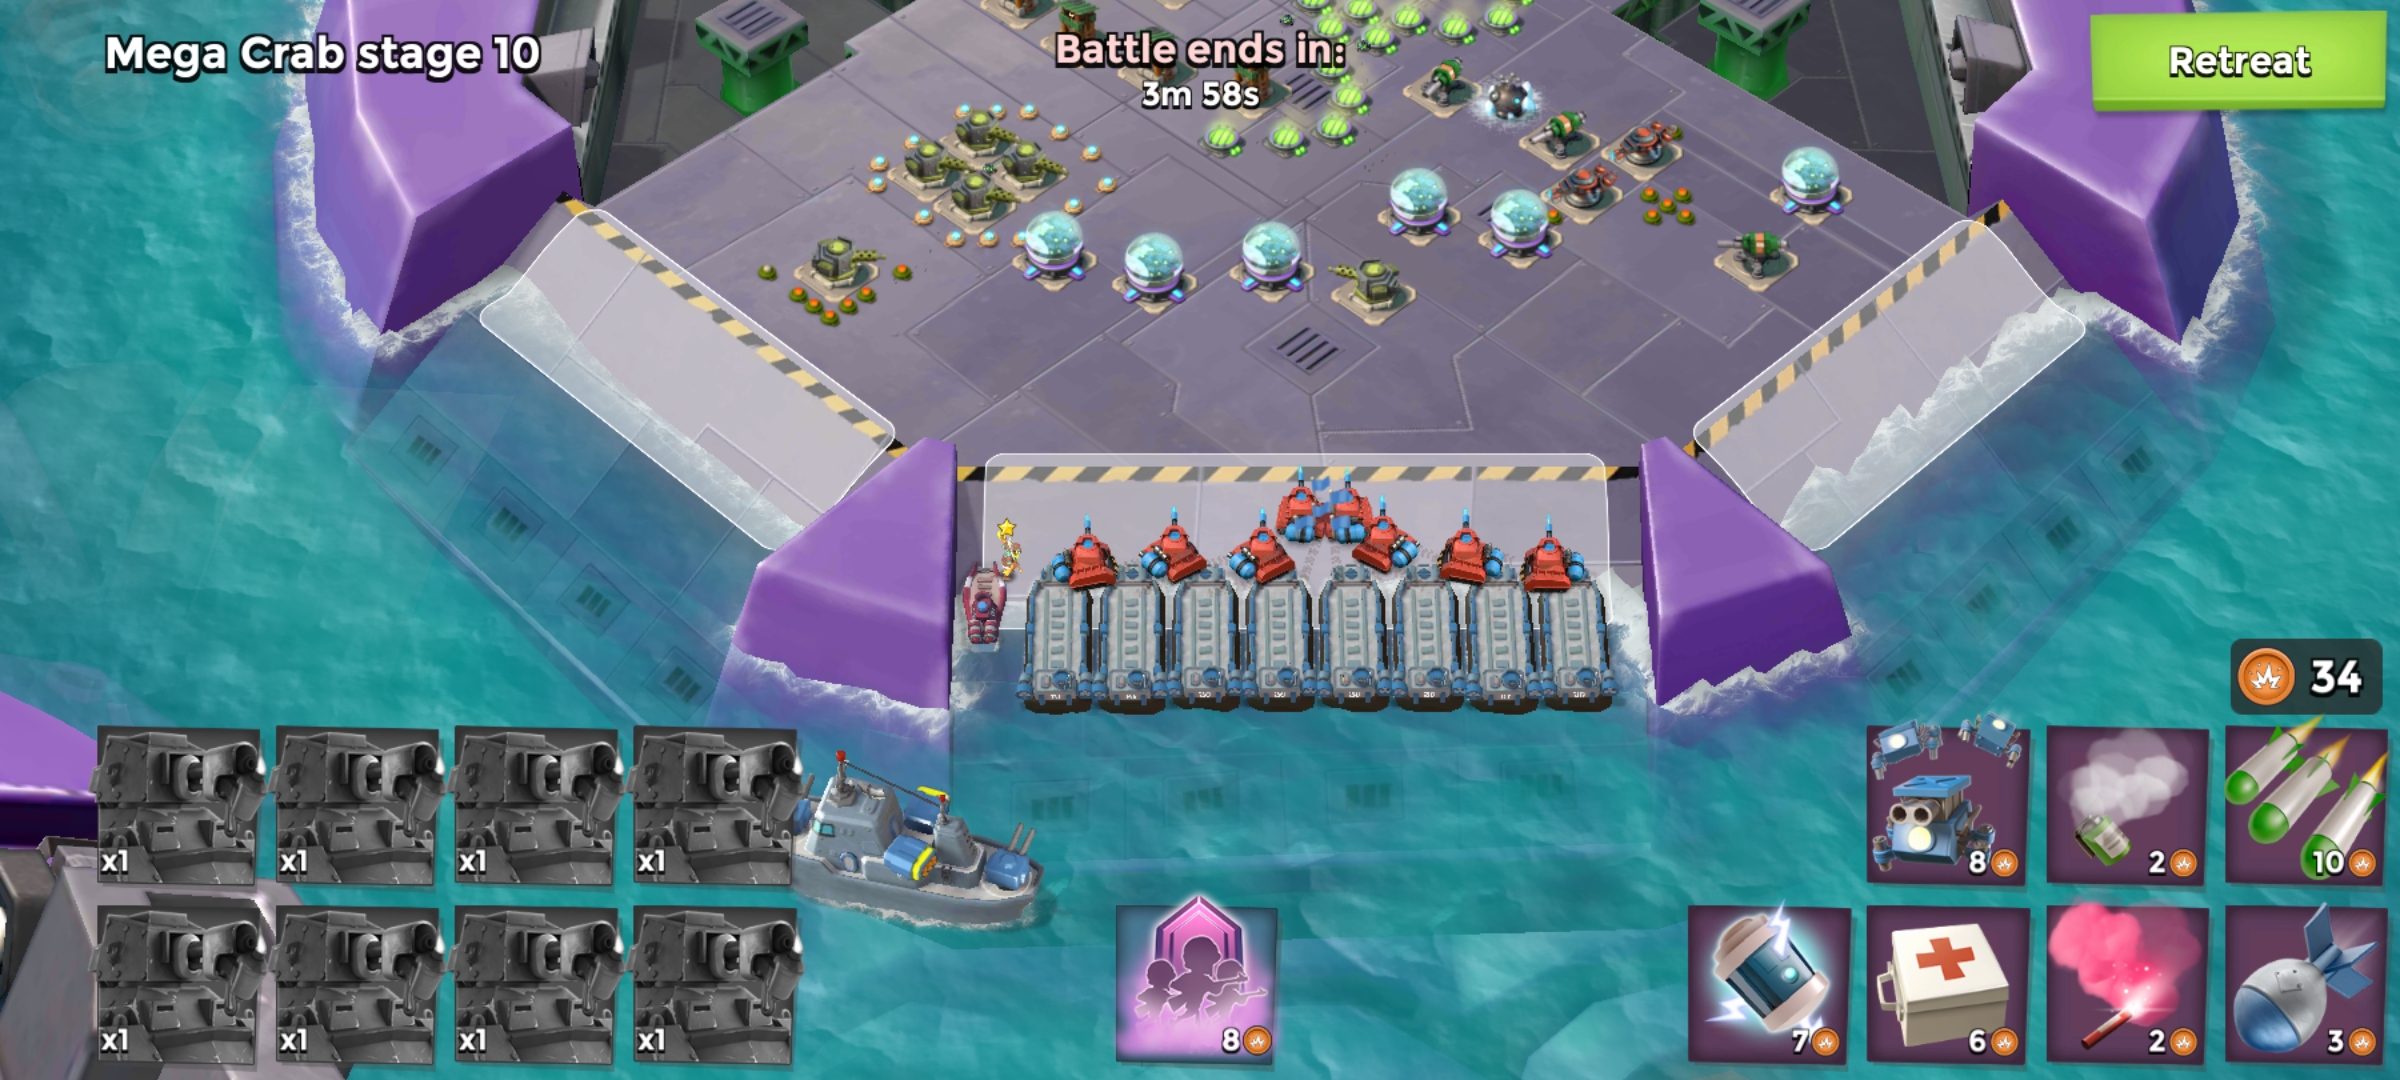 Mega Crab stage 10
Battle ends in:
3m 58s
Retreat
34
x1
x1
x1
x1
8
2
10
x1
x1
x1
x1
8
7
6
2
3